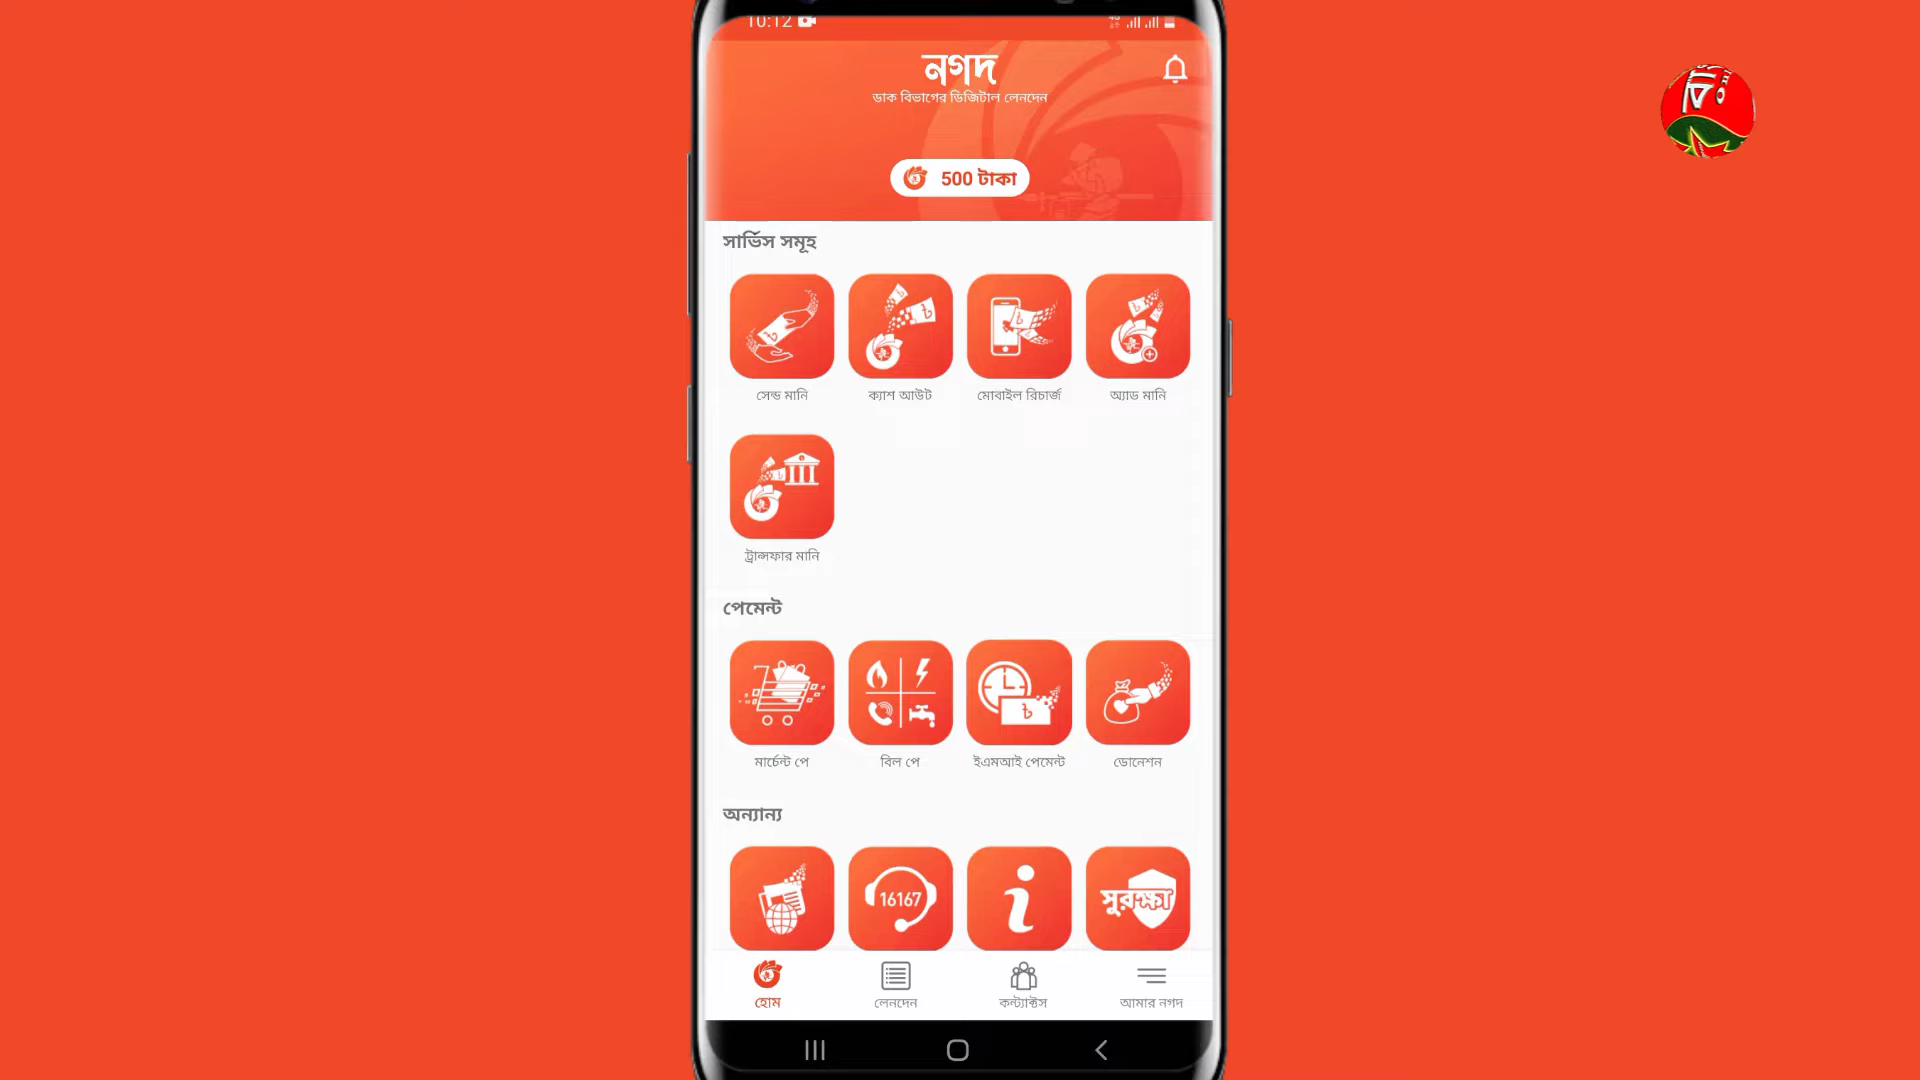 10:12
নগদ
ডাক বিভাগের ডিজিটাল লেনদেন
500 টাকা
সার্ভিস সমূহ
সেন্ড মানি
ক্যাশ আউট
মোবাইল রিচার্জ
অ্যাড মানি
ট্রান্সফার মানি
পেমেন্ট
মার্চেন্ট পে
বিল পে
ইএমআই পেমেন্ট
ডোনেশন
অন্যান্য
16167
সুরক্ষা
হোম
লেনদেন
কন্ট্যাক্টস
আমার নগদ